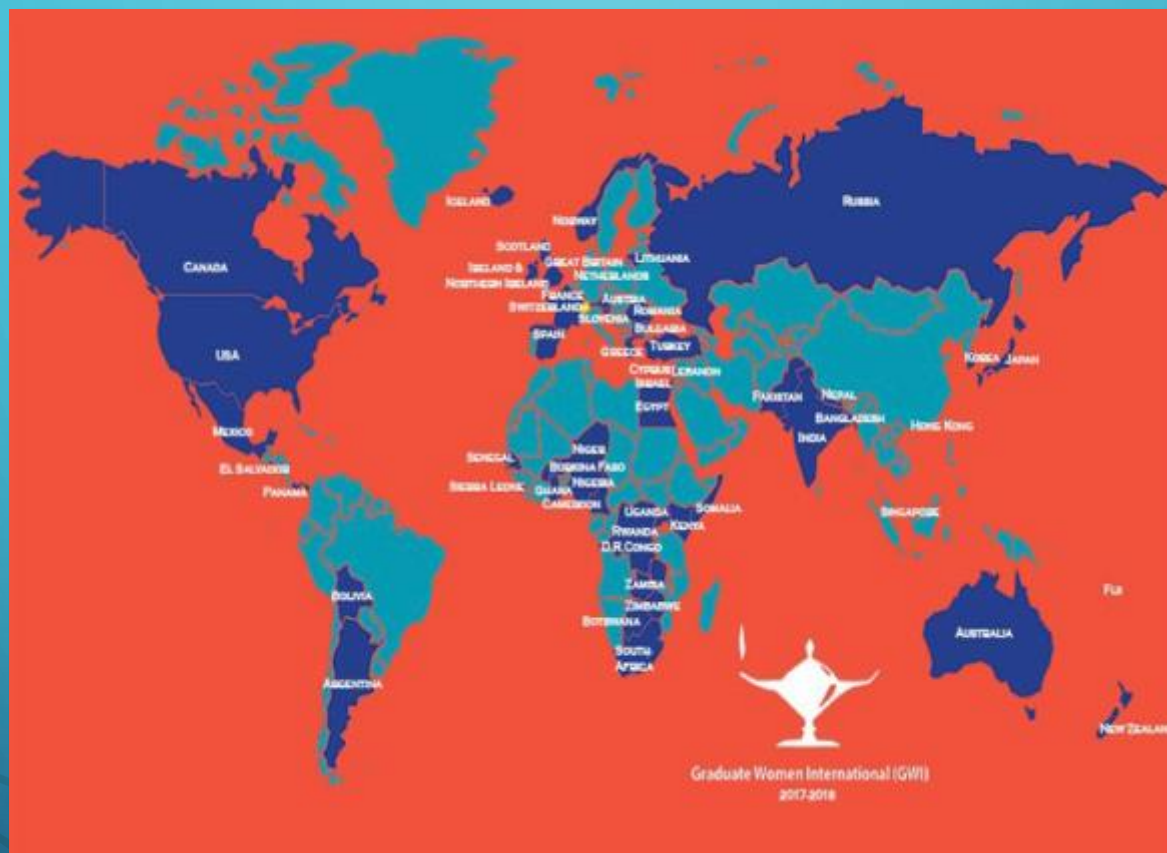 Iceland
Norway
Russia
Scotland
Great Britain
Lithuania
Canada
Ireland &
Northern Ireland
Netherlands
France
Austria
Switzerland
Slovenia
Romania
Bulgaria
USA
Spain
Greece
Turkey
Korea
Japan
Cyprus
Lebanon
Israel
Pakistan
Nepal
Egypt
Bangladesh
Hong Kong
Mexico
India
Niger
Senegal
El Salvador
Burkina Faso
Sierra Leone
Nigeria
Panama
Ghana
Cameroon
Uganda
Somalia
Singapore
Rwanda
Kenya
D.R.Congo
Zambia
Fiji
Bolivia
Zimbabwe
Botswana
Australia
South
Africa
Argentina
New Zealan
Graduate Women International (GWI)
2017-2018